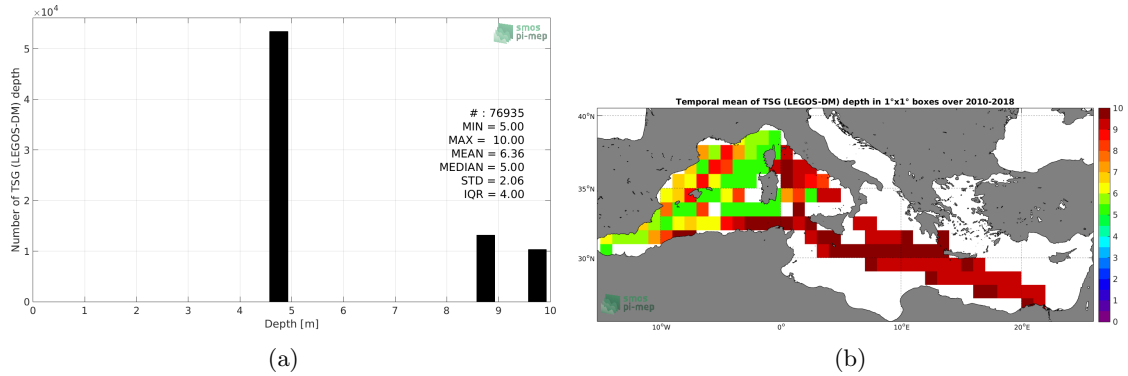 ×10⁴
smos
pi-mep
5
4
3
2
1
0
Number of TSG (LEGOS-DM) depth
# : 76935
MIN = 5.00
MAX = 10.00
MEAN = 6.36
MEDIAN = 5.00
STD = 2.06
IQR = 4.00
0 1 2 3 4 5 6 7 8 9 10
Depth [m]
(a)
Temporal mean of TSG (LEGOS-DM) depth in 1°x1° boxes over 2010-2018
40°N
35°N
30°N
10°W 0° 10°E 20°E
smos
pi-mep
10
9
8
7
6
5
4
3
2
1
0
(b)